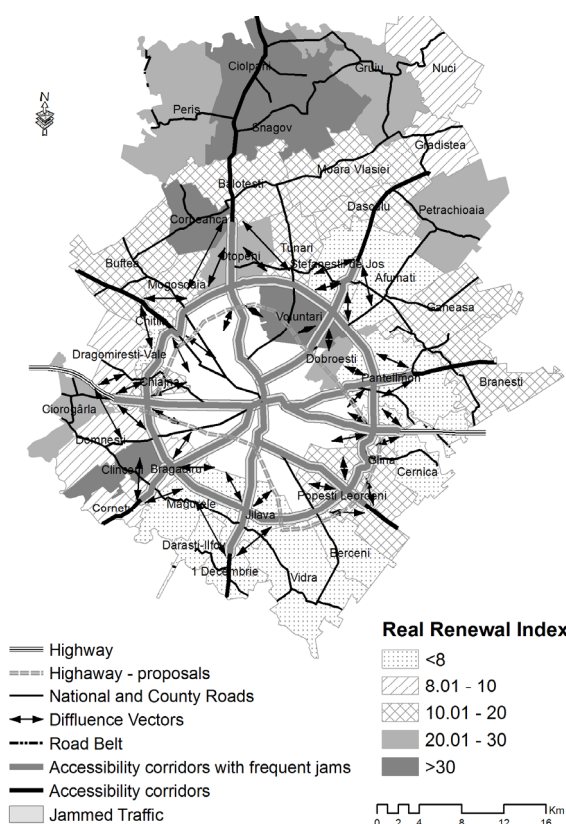 Ciolpani
Gruiu
Nuci
N
Peris
Snagov
Gradistea
Moara Vlasiei
Balotesti
Dascalu
Petrachioaia
Corbeanca
Tunari
Otopeni
Stefanestii de Jos
Buftea
Afumati
Mogosoaia
Ganeasa
Voluntari
Chitila
Dobroesti
Dragomiresti-Vale
Pantelimon
Branesti
Chiajna
Ciorogârla
Domnesti
Glina
Clinceni
Bragadiru
Cernica
Popesti Leordeni
Cornetu
Magurele
Jilava
Darasti-Ilfov
Berceni
1 Decembrie
Vidra
Highway
Highaway - proposals
National and County Roads
Diffluence Vectors
Road Belt
Accessibility corridors with frequent jams
Accessibility corridors
Jammed Traffic
Real Renewal Index
<8
8.01 - 10
10.01 - 20
20.01 - 30
>30
Km
0 2 4 8 12 16